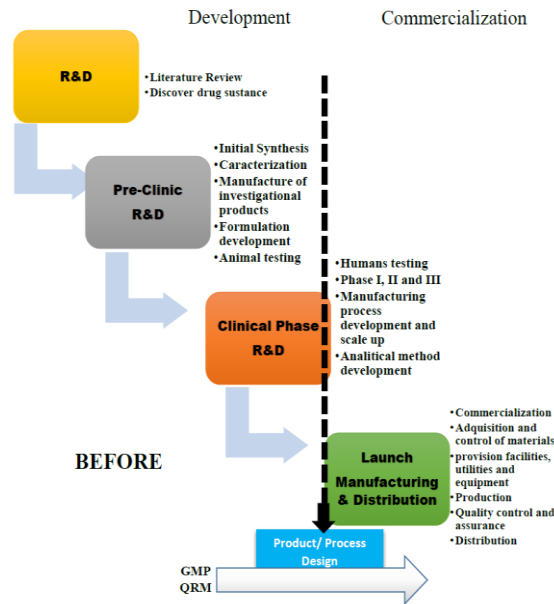 Development
Commercialization
R&D
•Literature Review
•Discover drug sustance
Pre-Clinic
R&D
•Initial Synthesis
•Caracterization
•Manufacture of
investigational
products
•Formulation
development
•Animal testing
Clinical Phase
R&D
•Humans testing
•Phase I, II and III
•Manufacturing
process
development and
scale up
•Analitical method
development
BEFORE
Launch
Manufacturing
& Distribution
•Commercialization
•Adquisition and
control of materials
•provision facilities,
utilities and
equipment
•Production
•Quality control and
assurance
•Distribution
Product/ Process
Design
GMP
QRM